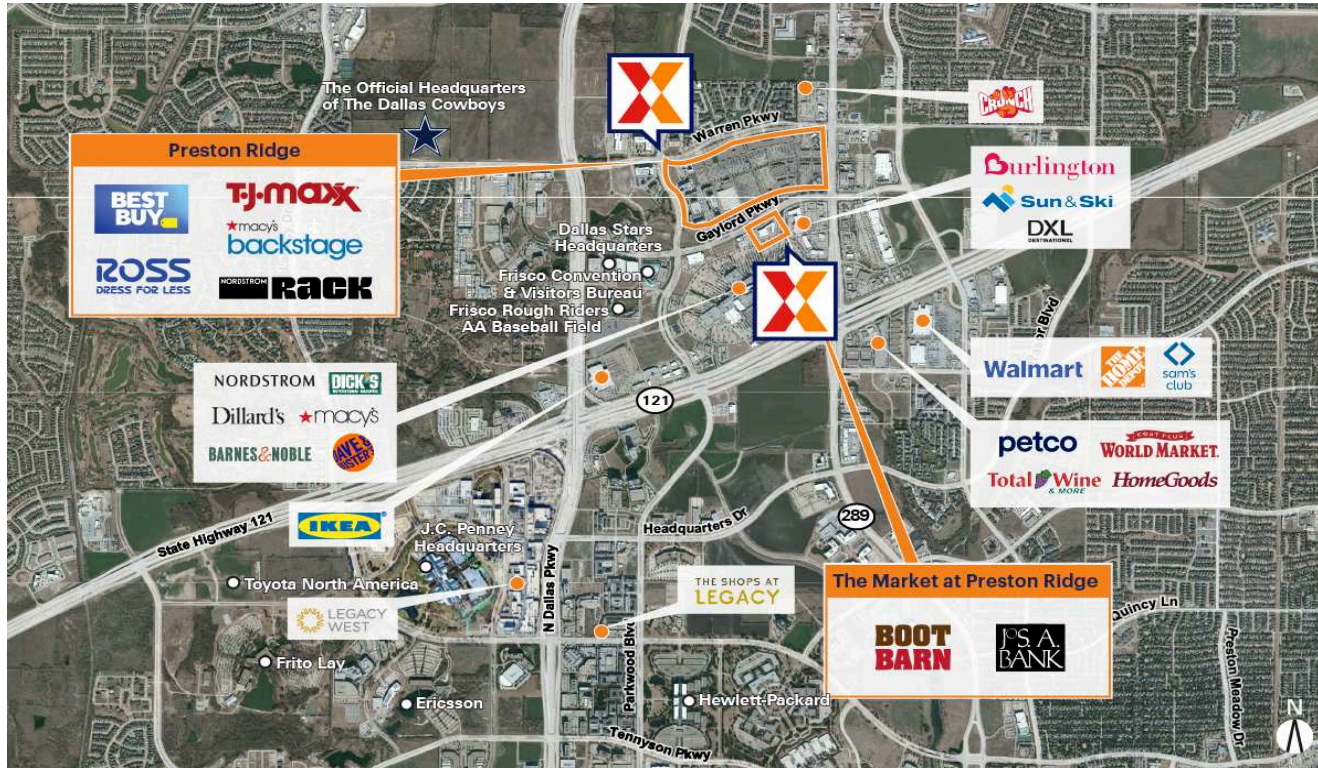 The Official Headquarters
of The Dallas Cowboys
Warren Pkwy
CRUNCH
Preston Ridge
BEST
BUY
T·J·maxx
macy's
backstage
ROSS
DRESS FOR LESS
NORDSTROM
RACK
Burlington
Sun & Ski
DXL
Gaylord Pkwy
Dallas Stars
Headquarters
Frisco Convention
& Visitors Bureau
Frisco Rough Riders
AA Baseball Field
NORDSTROM
DICK'S
Dillard's
macy's
BARNES&NOBLE
DAVE &
BUSTER'S
IKEA
121
Walmart
THE
HOME
DEPOT
sam's
club
petco
COST PLUS
WORLD MARKET.
Total Wine
& MORE
HomeGoods
State Highway 121
J.C. Penney
Headquarters
Toyota North America
LEGACY
WEST
N Dallas Pkwy
Headquarters Dr
289
THE SHOPS AT
LEGACY
Parkwood Blvd
The Market at Preston Ridge
BOOT
BARN
JOS. A.
BANK
Quincy Ln
Preston Meadow Dr
Frito Lay
Ericsson
Hewlett-Packard
Tennyson Pkwy
N